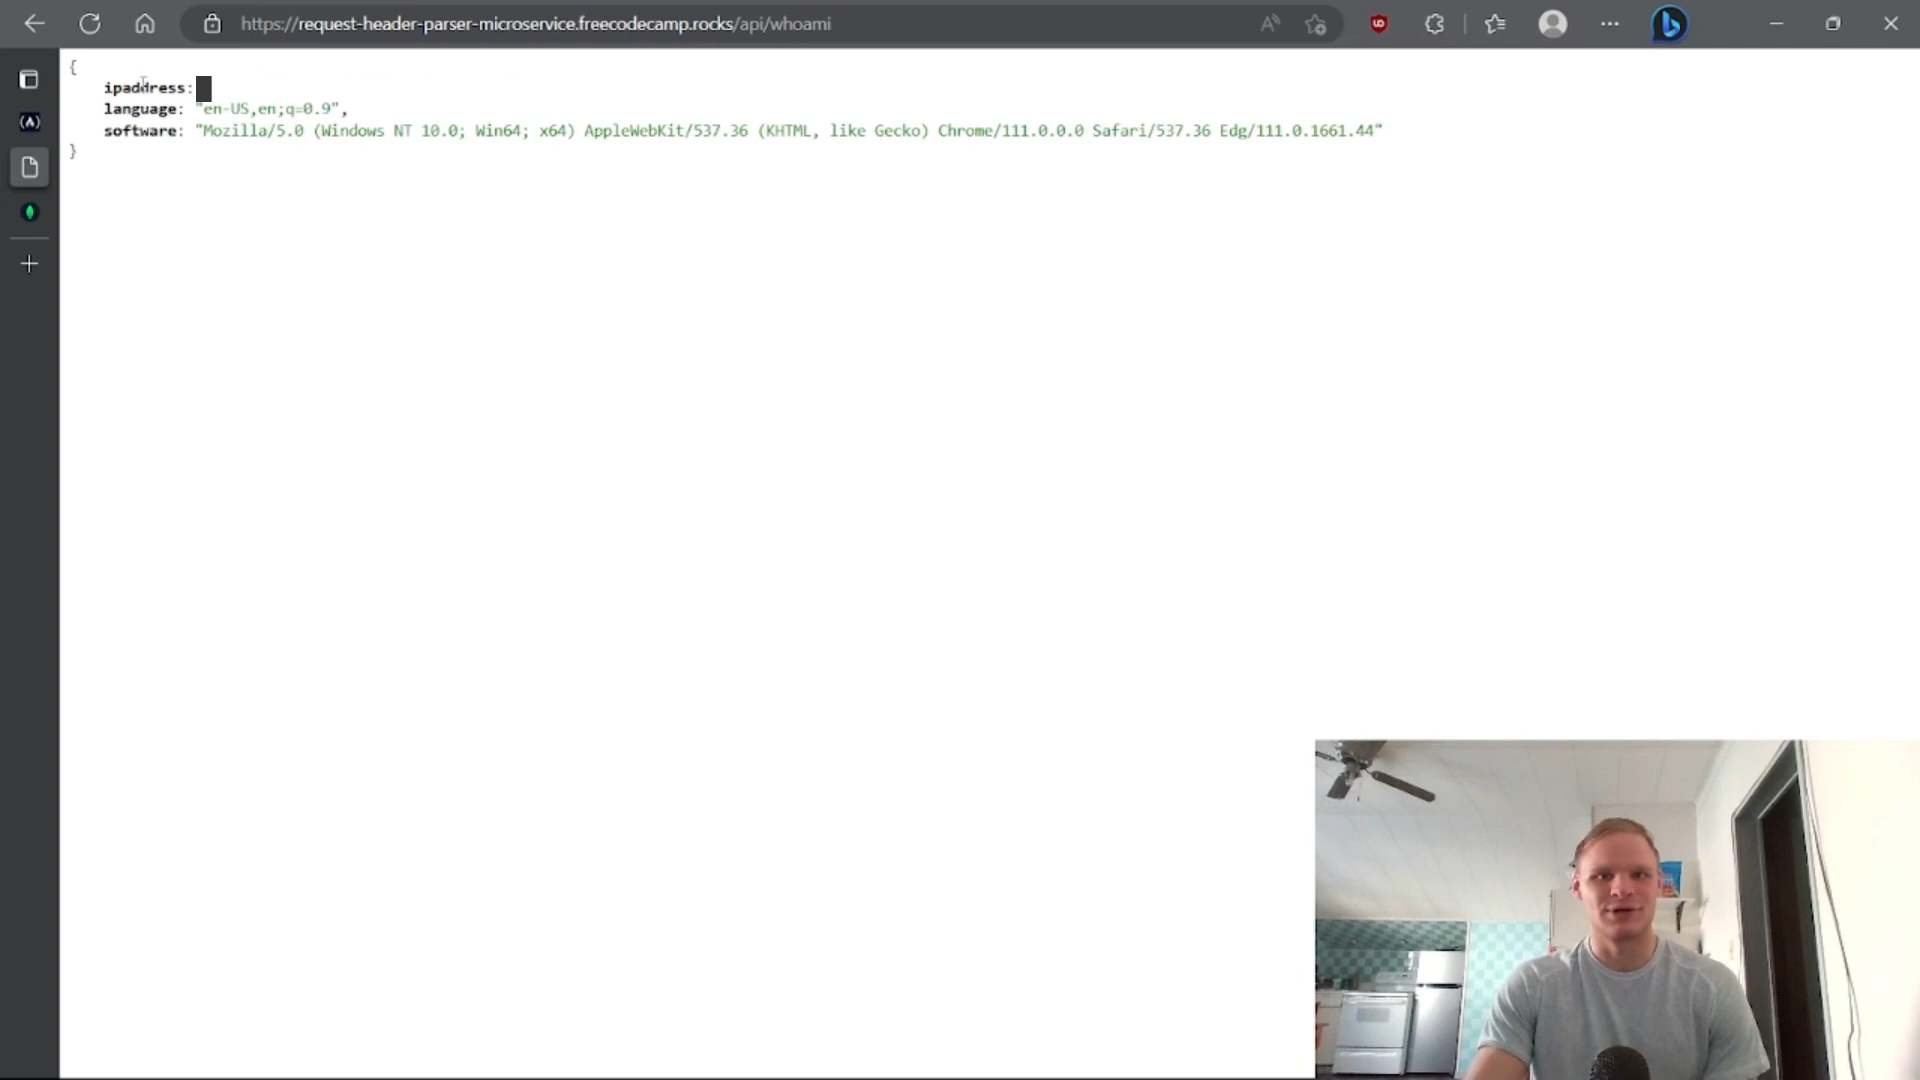 https://request-header-parser-microservice.freecodecamp.rocks/api/whoami
{
ipaddress:
language: "en-US,en;q=0.9",
software: "Mozilla/5.0 (Windows NT 10.0; Win64; x64) AppleWebKit/537.36 (KHTML, like Gecko) Chrome/111.0.0.0 Safari/537.36 Edg/111.0.1661.44"
}